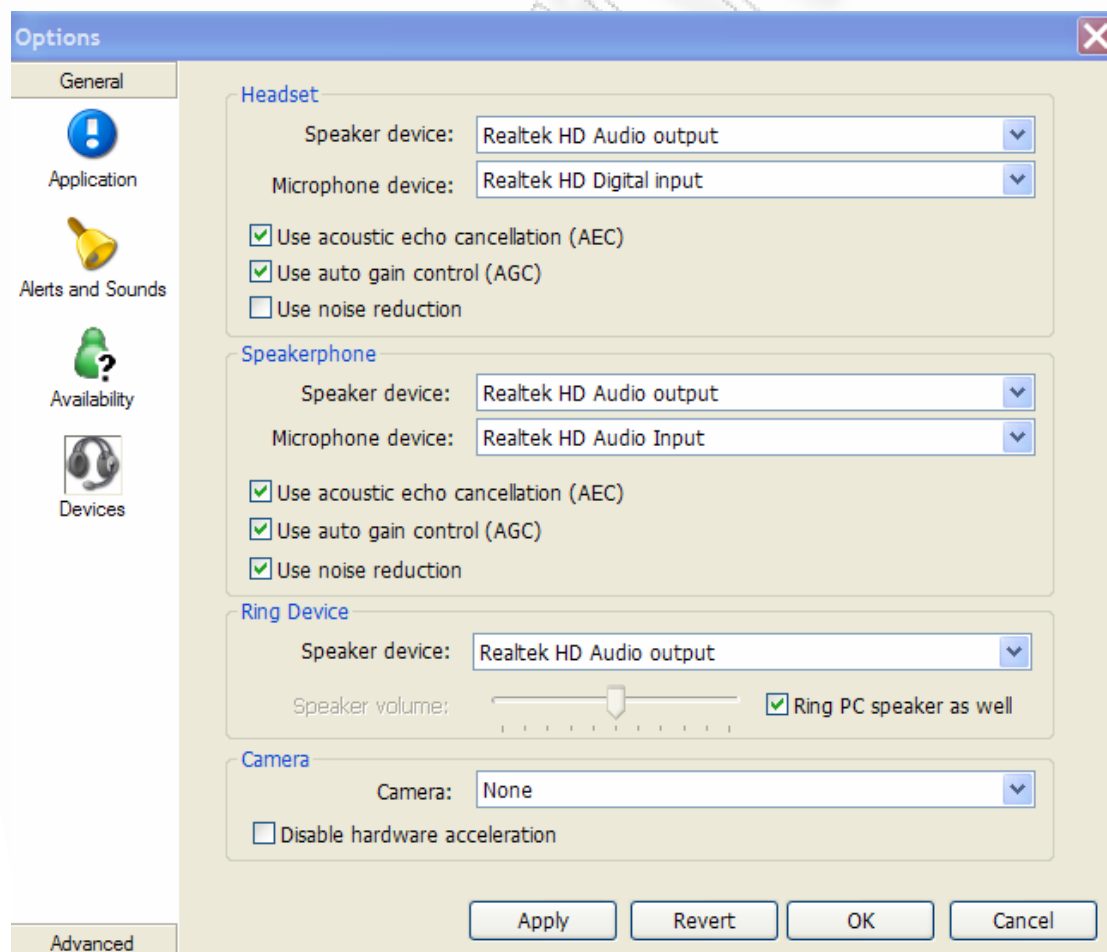 Options
General
Application
Alerts and Sounds
Availability
Devices
Advanced
Headset
Speaker device: Realtek HD Audio output
Microphone device: Realtek HD Digital input
Use acoustic echo cancellation (AEC)
Use auto gain control (AGC)
Use noise reduction
Speakerphone
Speaker device: Realtek HD Audio output
Microphone device: Realtek HD Audio Input
Use acoustic echo cancellation (AEC)
Use auto gain control (AGC)
Use noise reduction
Ring Device
Speaker device: Realtek HD Audio output
Speaker volume: Ring PC speaker as well
Camera
Camera: None
Disable hardware acceleration
Apply Revert OK Cancel